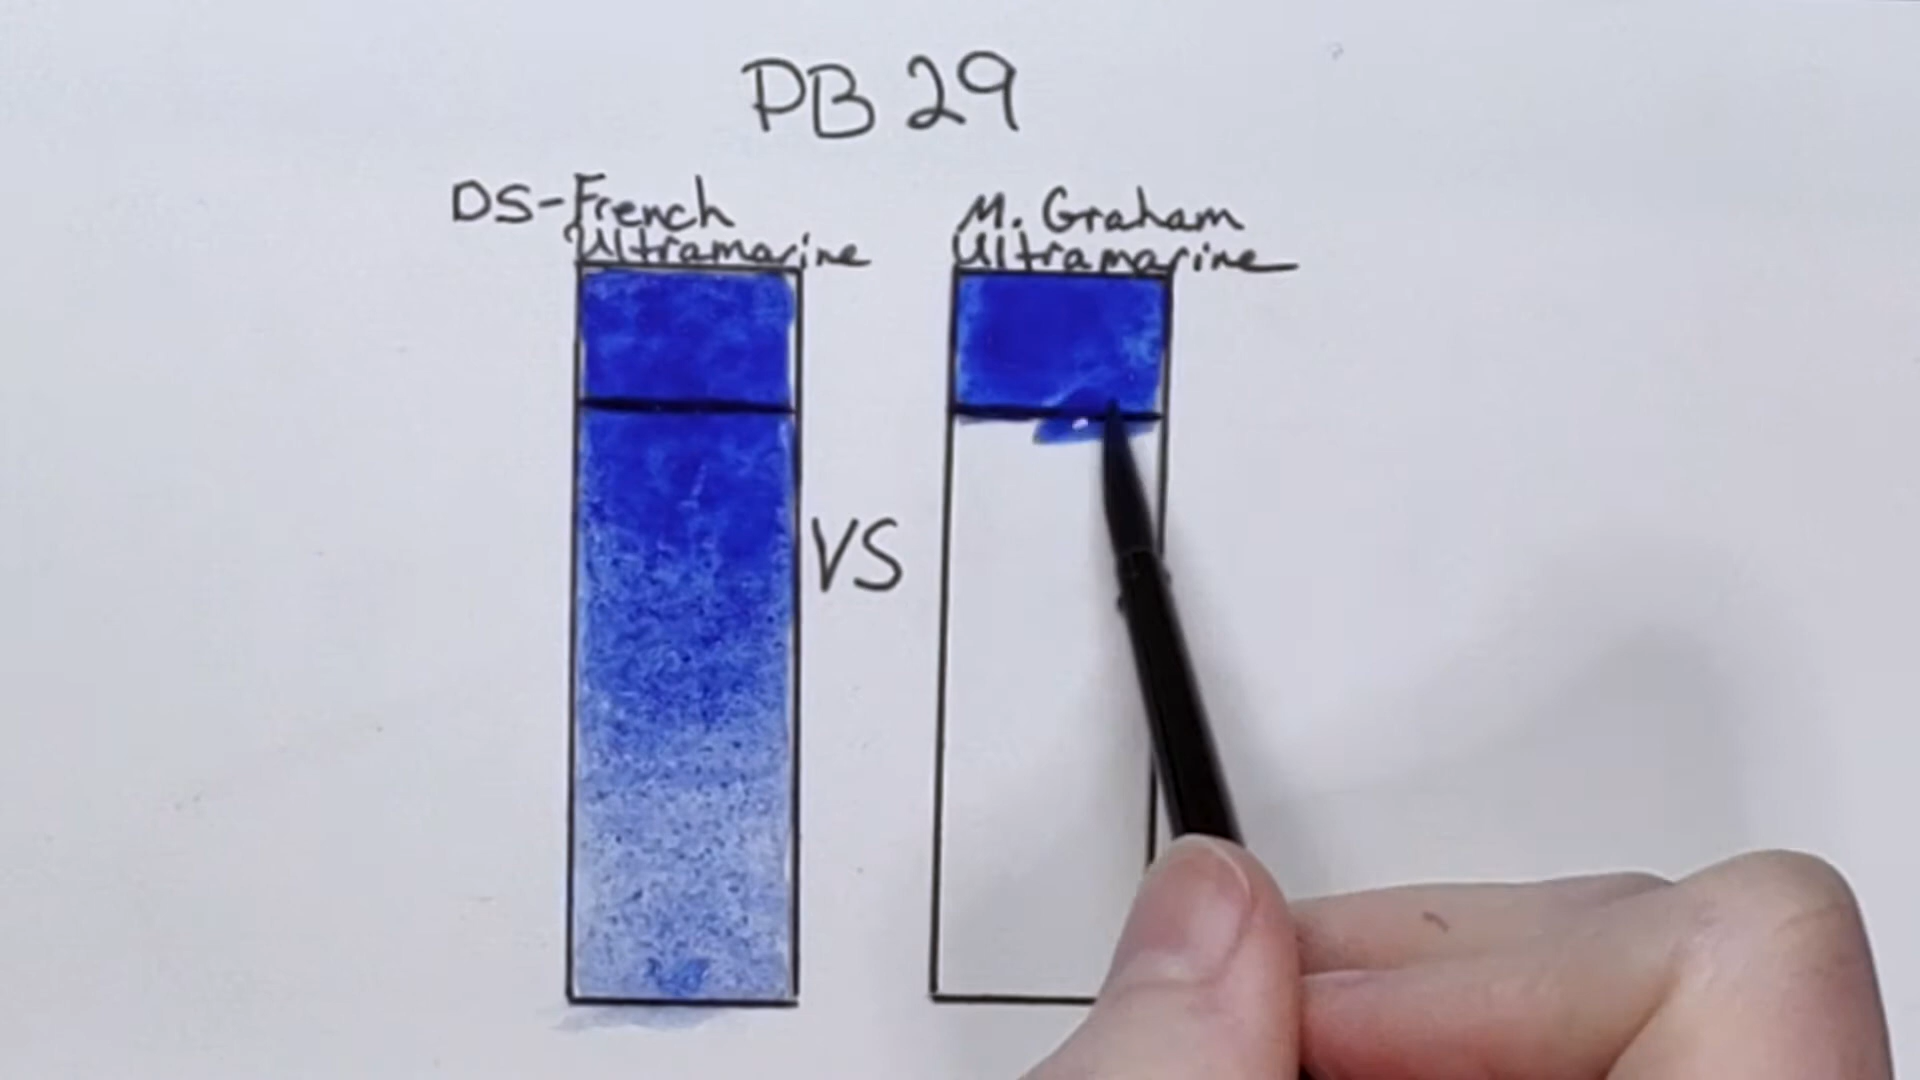 PB 29
DS-French
Ultramarine
M. Graham
Ultramarine
VS